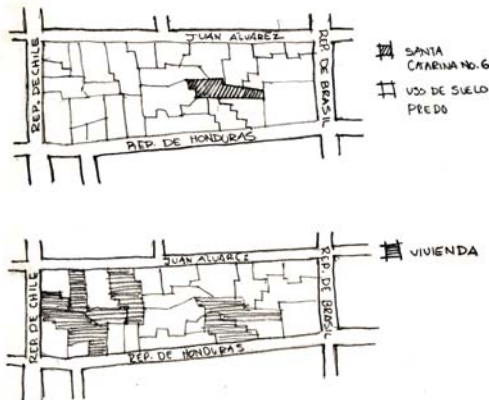 JUAN ALVAREZ
REP. DE CHILE
REP. DE BRASIL
REP. DE HONDURAS
SANTA
CATARINA NO. 6
USO DE SUELO
PREDO
JUAN ALVAREZ
REP. DE CHILE
REP. DE BRASIL
REP. DE HONDURAS
VIVIENDA